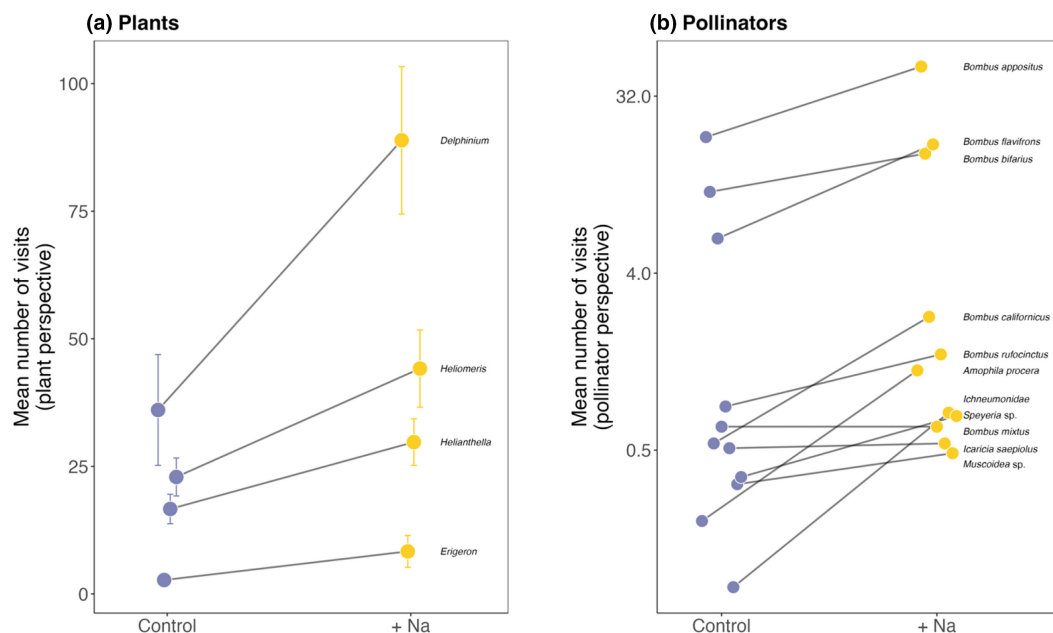 (a) Plants
Mean number of visits
(plant perspective)
100
75
50
25
0
Delphinium
Heliomeris
Helianthella
Erigeron
Control
+ Na
(b) Pollinators
Mean number of visits
(pollinator perspective)
32.0
4.0
0.5
Bombus appositus
Bombus flavifrons
Bombus bifarius
Bombus californicus
Bombus rufocinctus
Amophila procera
Ichneumonidae
Speyeria sp.
Bombus mixtus
Icaricia saepiolus
Muscoidea sp.
Control
+ Na